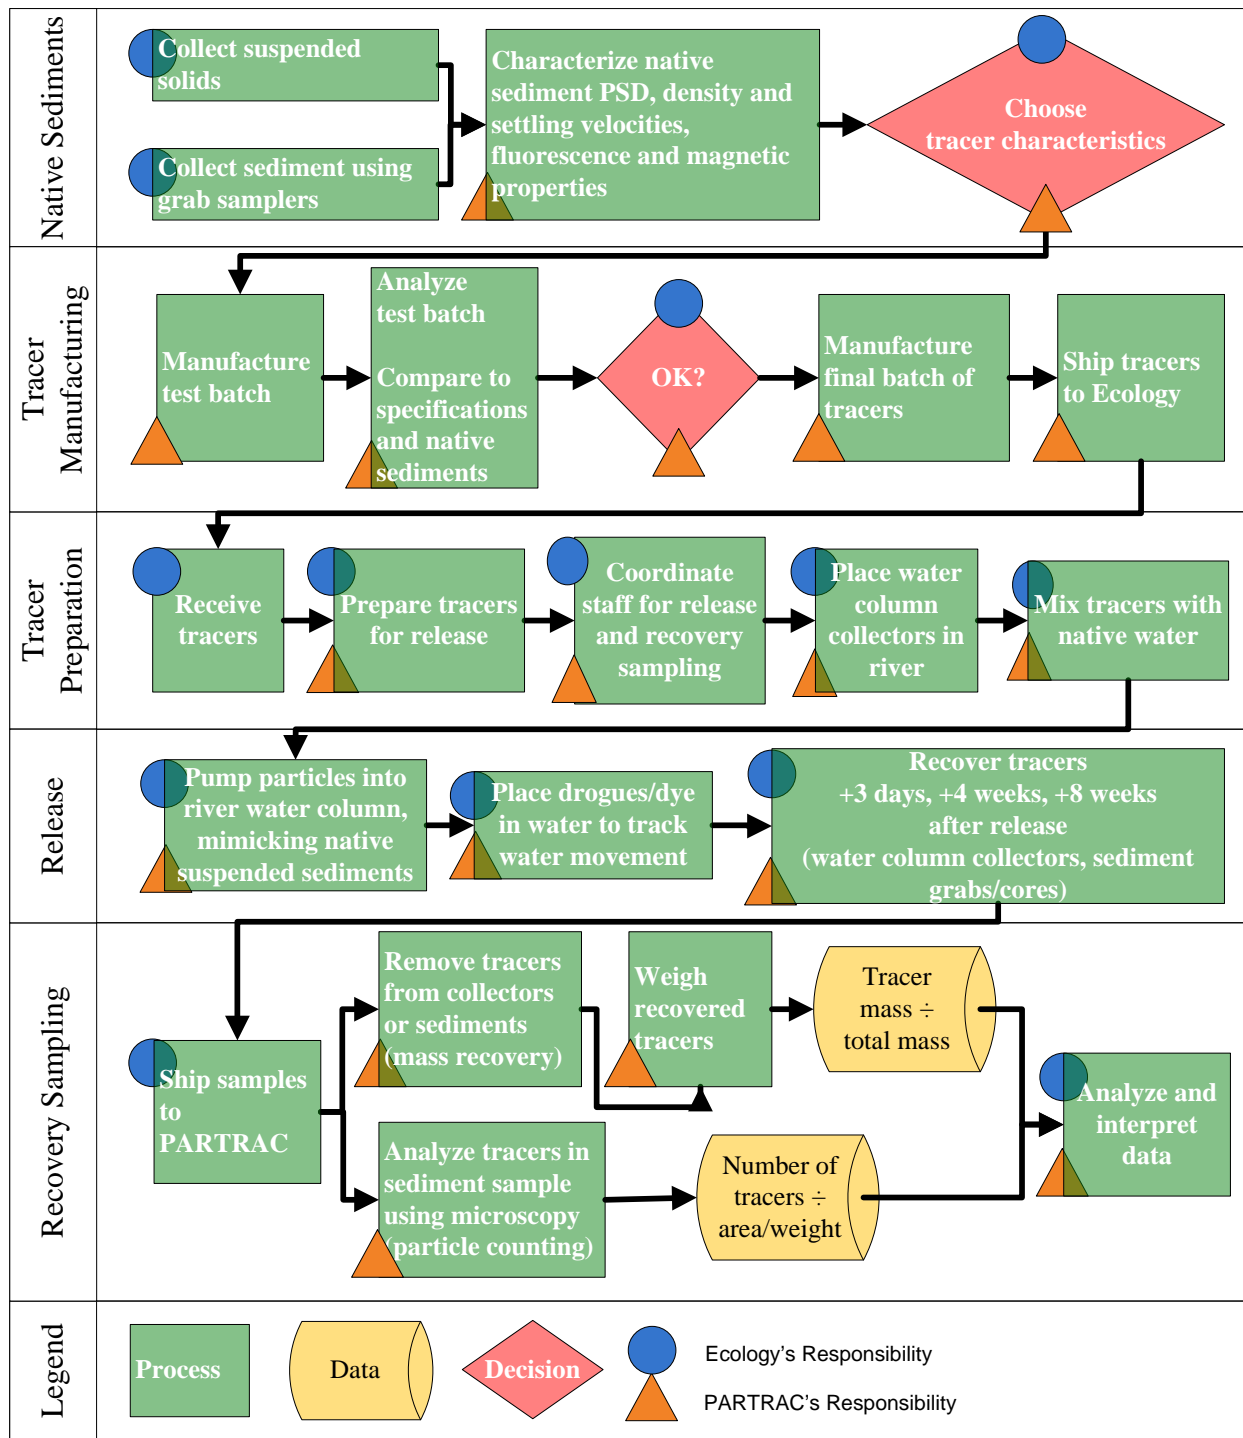 Native Sediments
Collect suspended
solids
Collect sediment using
grab samplers
Characterize native
sediment PSD, density and
settling velocities,
fluorescence and magnetic
properties
Choose
tracer characteristics
Tracer
Manufacturing
Manufacture
test batch
Analyze
test batch
Compare to
specifications
and native
sediments
OK?
Manufacture
final batch of
tracers
Ship tracers
to Ecology
Tracer
Preparation
Receive
tracers
Prepare tracers
for release
Coordinate
staff for release
and recovery
sampling
Place water
column
collectors in
river
Mix tracers with
native water
Release
Pump particles into
river water column,
mimicking native
suspended sediments
Place drogues/dye
in water to track
water movement
Recover tracers
+3 days, +4 weeks, +8 weeks
after release
(water column collectors, sediment
grabs/cores)
Recovery Sampling
Ship samples
to
PARTRAC
Remove tracers
from collectors
or sediments
(mass recovery)
Weigh
recovered
tracers
Tracer
mass ÷
total mass
Analyze tracers in
sediment sample
using microscopy
(particle counting)
Number of
tracers ÷
area/weight
Analyze and
interpret
data
Legend
Process
Data
Decision
Ecology's Responsibility
PARTRAC's Responsibility